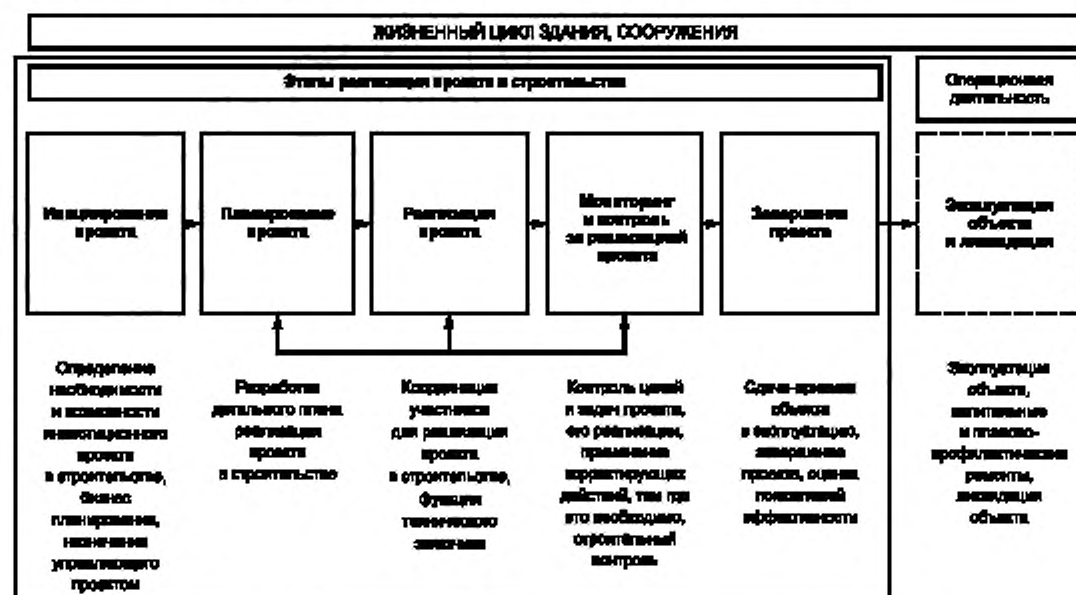 ЖИЗНЕННЫЙ ЦИКЛ ЗДАНИЯ, СООРУЖЕНИЯ
Этапы реализации проекта в строительстве
Операционная
деятельность
Инициирование
проекта
Планирование
проекта
Реализация
проекта
Мониторинг
и контроль
за реализацией
проекта
Завершение
проекта
Эксплуатация
объекта
и ликвидация
Определение
необходимости
и возможности
инвестиционного
проекта
в строительстве,
бизнес
планирование,
назначение
управляющего
проектом
Разработка
детального плана
реализации
проекта
в строительстве
Координация
участников
для реализации
проекта
в строительстве,
функции
технического
заказчика
Контроль целей
и задач проекта,
его реализации,
применение
корректирующих
действий, там где
это необходимо,
строительный
контроль
Сдача-приемка
объекта
в эксплуатацию,
завершение
проекта, оценка
показателей
эффективности
Эксплуатация
объекта,
капитальные
и планово-
профилактические
ремонты,
ликвидация
объекта